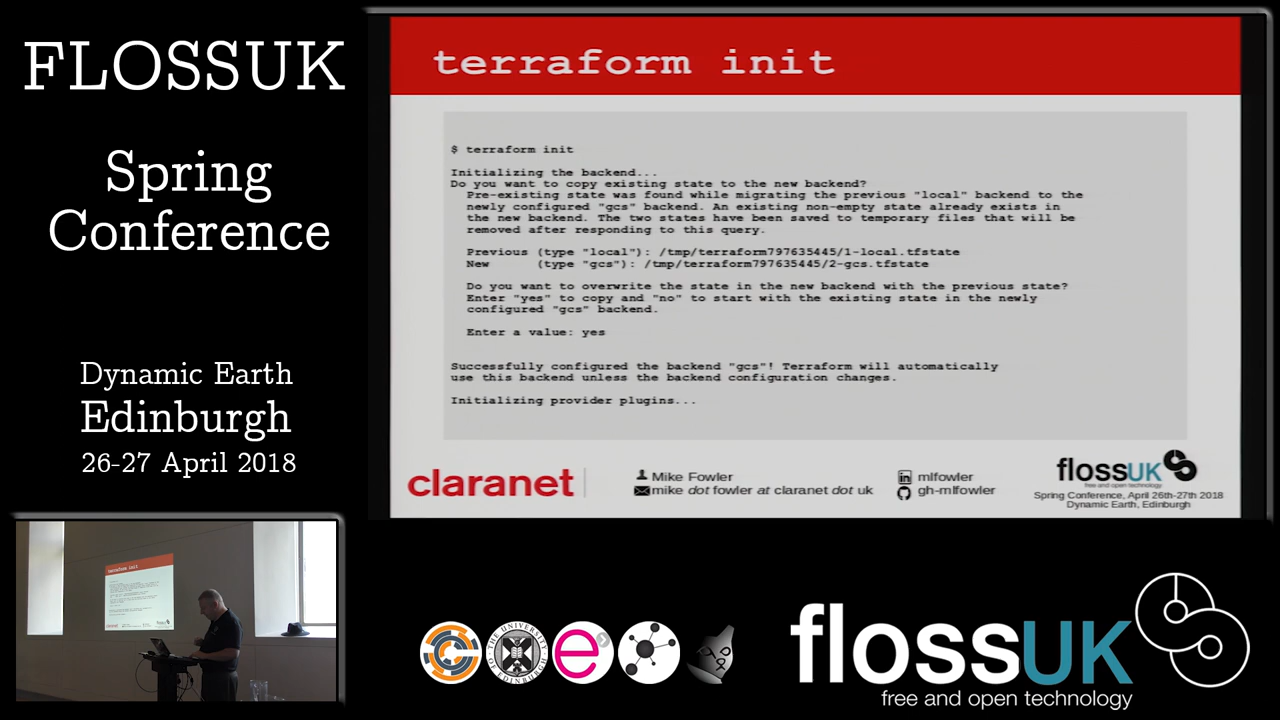 FLOSSUK
Spring
Conference
Dynamic Earth
Edinburgh
26-27 April 2018
terraform init
$ terraform init
Initializing the backend...
Do you want to copy existing state to the new backend?
Pre-existing state was found while migrating the previous "local" backend to the
newly configured "gcs" backend. An existing non-empty state already exists in
the new backend. The two states have been saved to temporary files that will be
removed after responding to this query.
Previous (type "local"): /tmp/terraform797635445/1-local.tfstate
New (type "gcs"): /tmp/terraform797635445/2-gcs.tfstate
Do you want to overwrite the state in the new backend with the previous state?
Enter "yes" to copy and "no" to start with the existing state in the newly
configured "gcs" backend.
Enter a value: yes
Successfully configured the backend "gcs"! Terraform will automatically
use this backend unless the backend configuration changes.
Initializing provider plugins...
claranet
Mike Fowler
mike dot fowler at claranet dot uk
in mlfowler
gh-mlfowler
flossUK
free and open technology
Spring Conference, April 26th-27th 2018
Dynamic Earth, Edinburgh
terraform init
claranet
THE UNIVERSITY OF EDINBURGH
e
flossUK
free and open technology